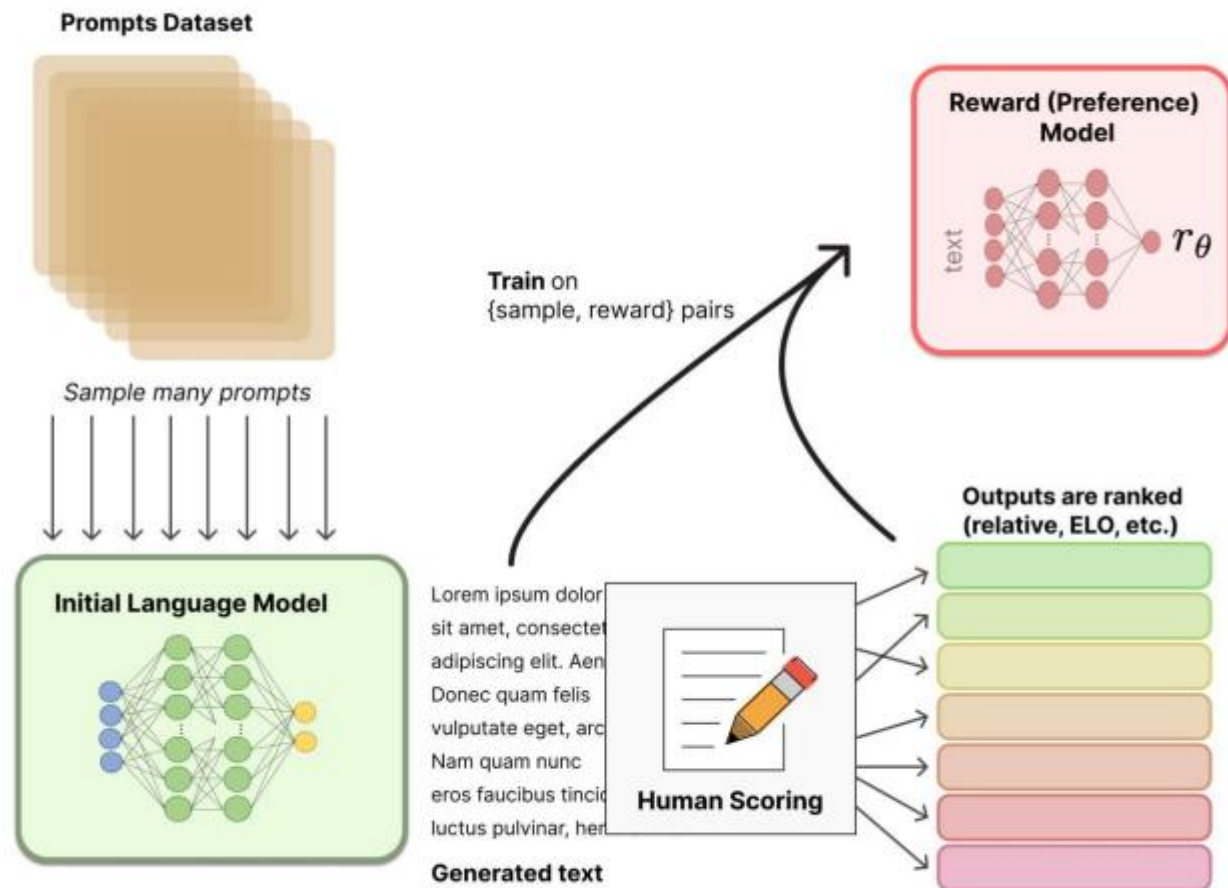 Prompts Dataset
Sample many prompts
Initial Language Model
Lorem ipsum dolor
sit amet, consectet
adipiscing elit. Aen
Donec quam felis
vulputate eget, arc
Nam quam nunc
eros faucibus tincid
luctus pulvinar, her
Generated text
Human Scoring
Train on
{sample, reward} pairs
Reward (Preference)
Model
text
rθ
Outputs are ranked
(relative, ELO, etc.)